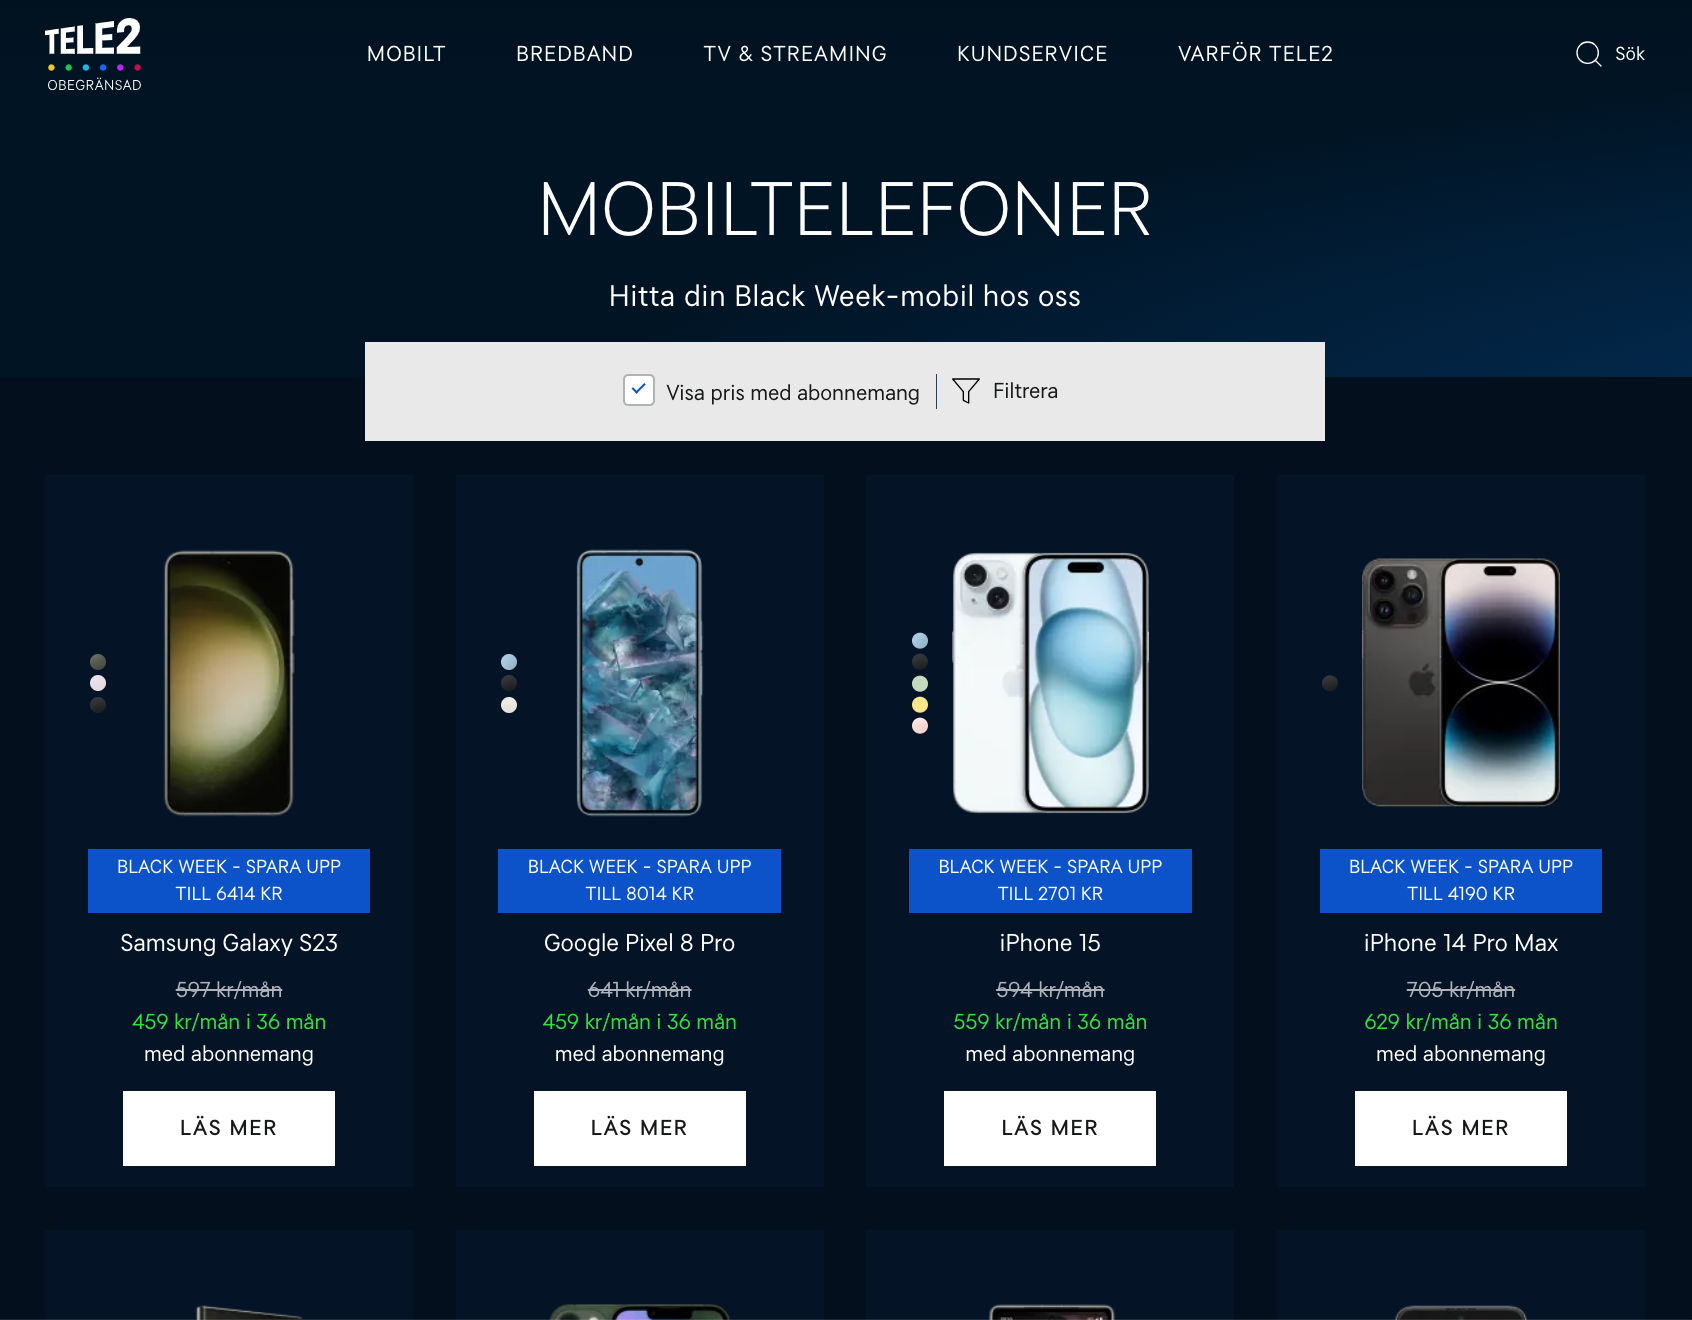 TELE2
OBEGRÄNSAD
MOBILT
BREDBAND
TV & STREAMING
KUNDSERVICE
VARFÖR TELE2
Sök
MOBILTELEFONER
Hitta din Black Week-mobil hos oss
Visa pris med abonnemang
Filtrera
BLACK WEEK - SPARA UPP
TILL 6414 KR
Samsung Galaxy S23
597 kr/mån
459 kr/mån i 36 mån
med abonnemang
LÄS MER
BLACK WEEK - SPARA UPP
TILL 8014 KR
Google Pixel 8 Pro
641 kr/mån
459 kr/mån i 36 mån
med abonnemang
LÄS MER
BLACK WEEK - SPARA UPP
TILL 2701 KR
iPhone 15
594 kr/mån
559 kr/mån i 36 mån
med abonnemang
LÄS MER
BLACK WEEK - SPARA UPP
TILL 4190 KR
iPhone 14 Pro Max
705 kr/mån
629 kr/mån i 36 mån
med abonnemang
LÄS MER